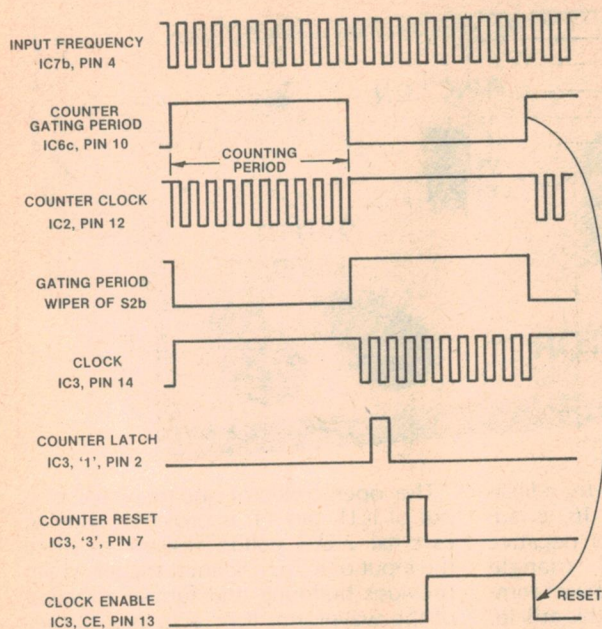 INPUT FREQUENCY
IC7b, PIN 4
COUNTER
GATING PERIOD
IC6c, PIN 10
COUNTING
PERIOD
COUNTER CLOCK
IC2, PIN 12
GATING PERIOD
WIPER OF S2b
CLOCK
IC3, PIN 14
COUNTER LATCH
IC3, '1', PIN 2
COUNTER RESET
IC3, '3', PIN 7
CLOCK ENABLE
IC3, CE, PIN 13
RESET